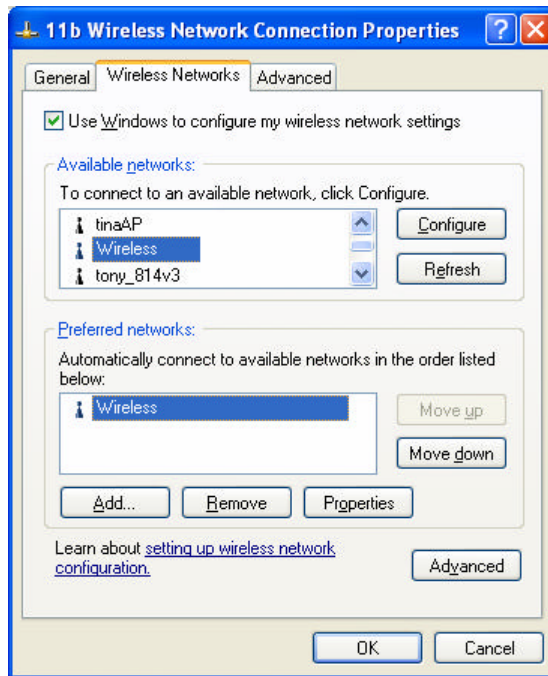 11b Wireless Network Connection Properties
General Wireless Networks Advanced
Use Windows to configure my wireless network settings
Available networks:
To connect to an available network, click Configure.
tinaAP
Wireless
tony_814v3
Configure
Refresh
Preferred networks:
Automatically connect to available networks in the order listed
below:
Wireless
Move up
Move down
Add... Remove Properties
Learn about setting up wireless network
configuration.
Advanced
OK Cancel